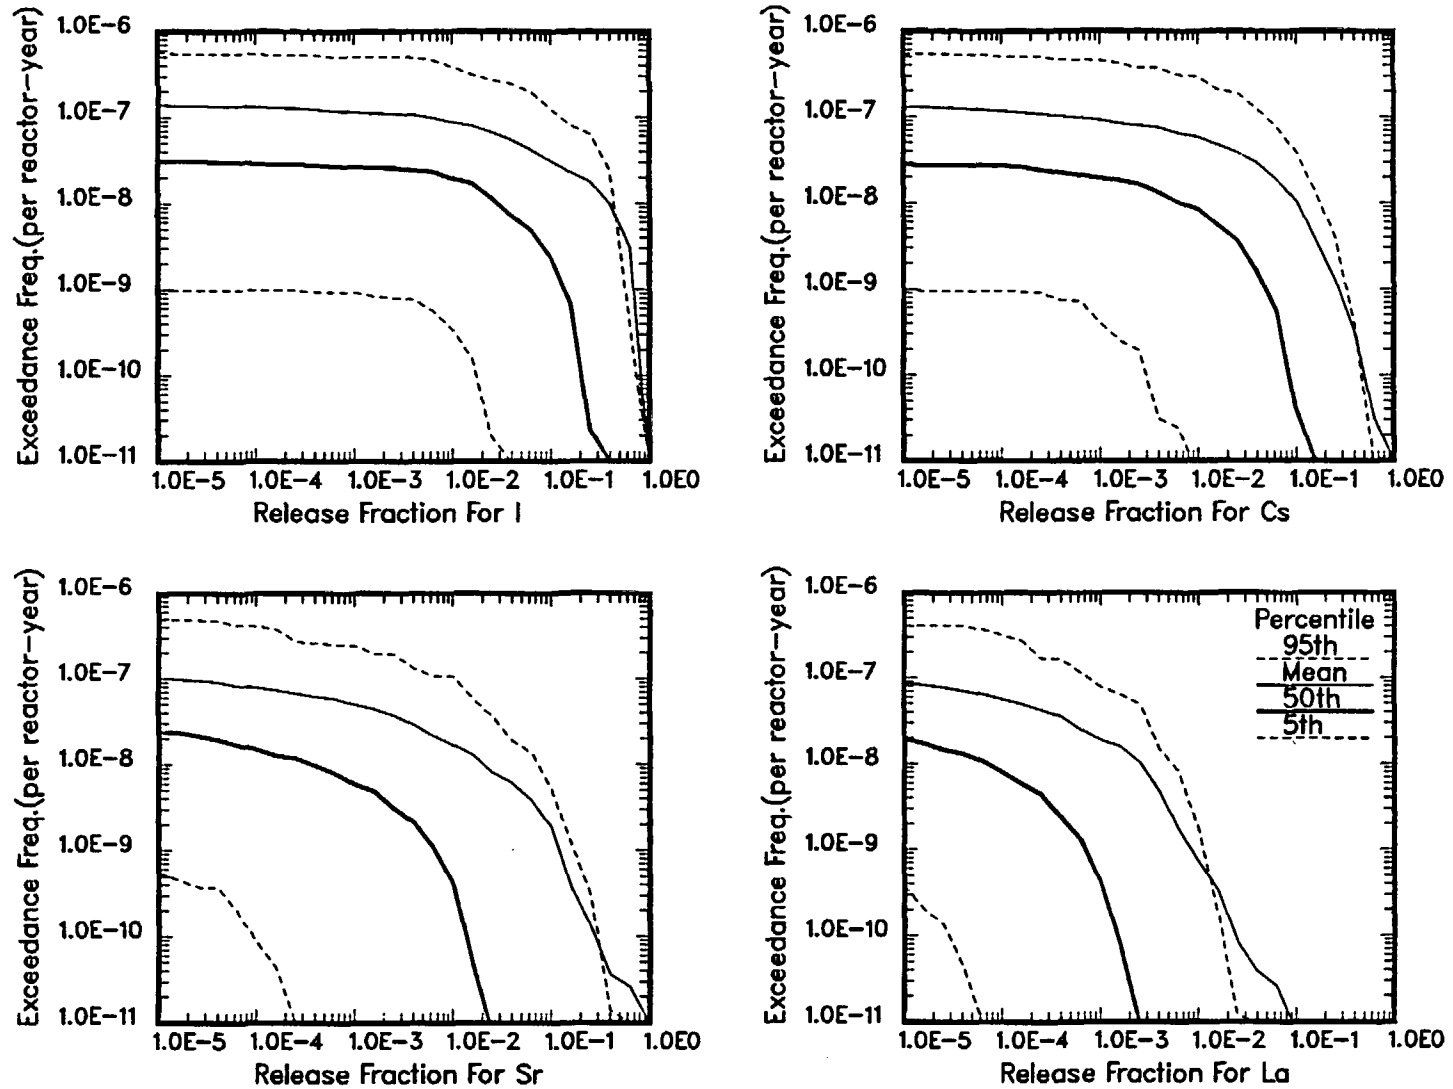 Exceedance Freq.(per reactor-year)
1.0E-6
1.0E-7
1.0E-8
1.0E-9
1.0E-10
1.0E-11
1.0E-5 1.0E-4 1.0E-3 1.0E-2 1.0E-1 1.0E0
Release Fraction For I
Exceedance Freq.(per reactor-year)
1.0E-6
1.0E-7
1.0E-8
1.0E-9
1.0E-10
1.0E-11
1.0E-5 1.0E-4 1.0E-3 1.0E-2 1.0E-1 1.0E0
Release Fraction For Cs
Exceedance Freq.(per reactor-year)
1.0E-6
1.0E-7
1.0E-8
1.0E-9
1.0E-10
1.0E-11
1.0E-5 1.0E-4 1.0E-3 1.0E-2 1.0E-1 1.0E0
Release Fraction For Sr
Exceedance Freq.(per reactor-year)
1.0E-6
1.0E-7
1.0E-8
1.0E-9
1.0E-10
1.0E-11
Percentile
95th
Mean
50th
5th
1.0E-5 1.0E-4 1.0E-3 1.0E-2 1.0E-1 1.0E0
Release Fraction For La